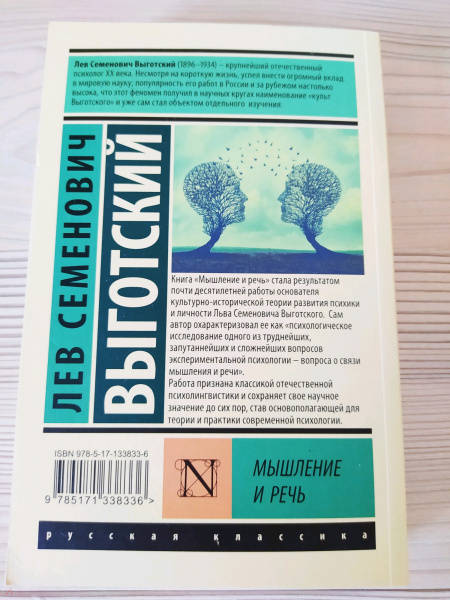 Лев Семенович Выготский (1896–1934) – крупнейший отечественный
психолог XX века. Несмотря на короткую жизнь, успел внести огромный вклад
в мировую науку; популярность его работ в России и за рубежом настолько
высока, что этот феномен получил в научных кругах наименование «культ
Выготского» и уже сам стал объектом отдельного изучения.
ЛЕВ СЕМЕНОВИЧ
ВЫГОТСКИЙ
Книга «Мышление и речь» стала результатом
почти десятилетней работы основателя
культурно-исторической теории развития психики
и личности Льва Семеновича Выготского. Сам
автор охарактеризовал ее как «психологическое
исследование одного из труднейших,
запутаннейших и сложнейших вопросов
экспериментальной психологии – вопроса о связи
мышления и речи».
Работа признана классикой отечественной
психолингвистики и сохраняет свое научное
значение до сих пор, став основополагающей для
теории и практики современной психологии.
ISBN 978-5-17-133833-6
9 785171 338336 >
N
МЫШЛЕНИЕ
И РЕЧЬ
русская классика